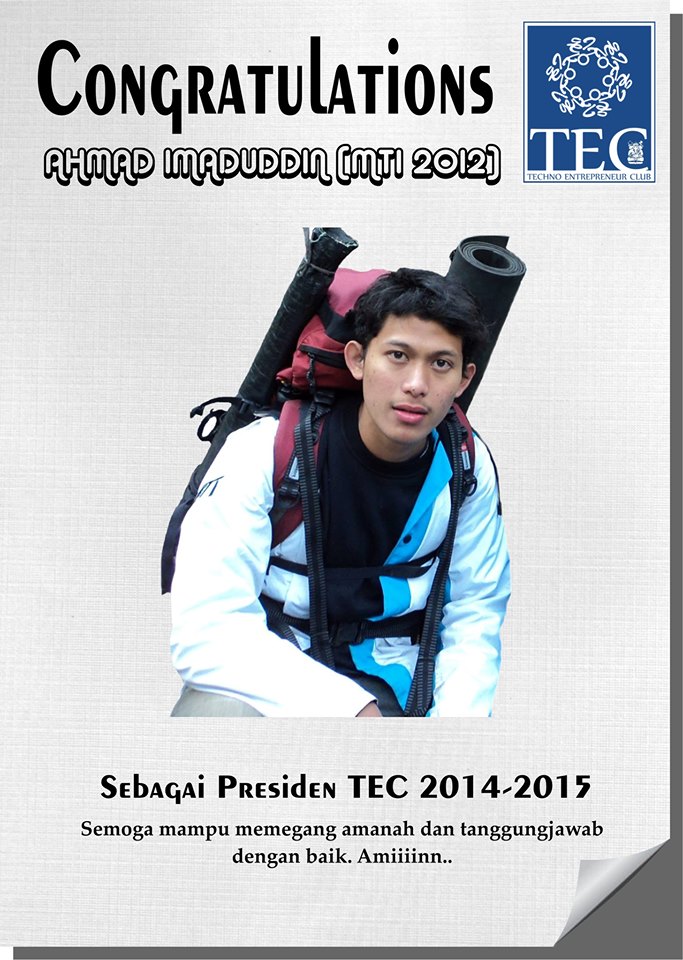 Congratulations
AHMAD IMADUDDIN (MTI 2012)
TEC
TECHNO ENTREPRENEUR CLUB
MTI
Sebagai Presiden TEC 2014-2015
Semoga mampu memegang amanah dan tanggungjawab
dengan baik. Amiiiinn..